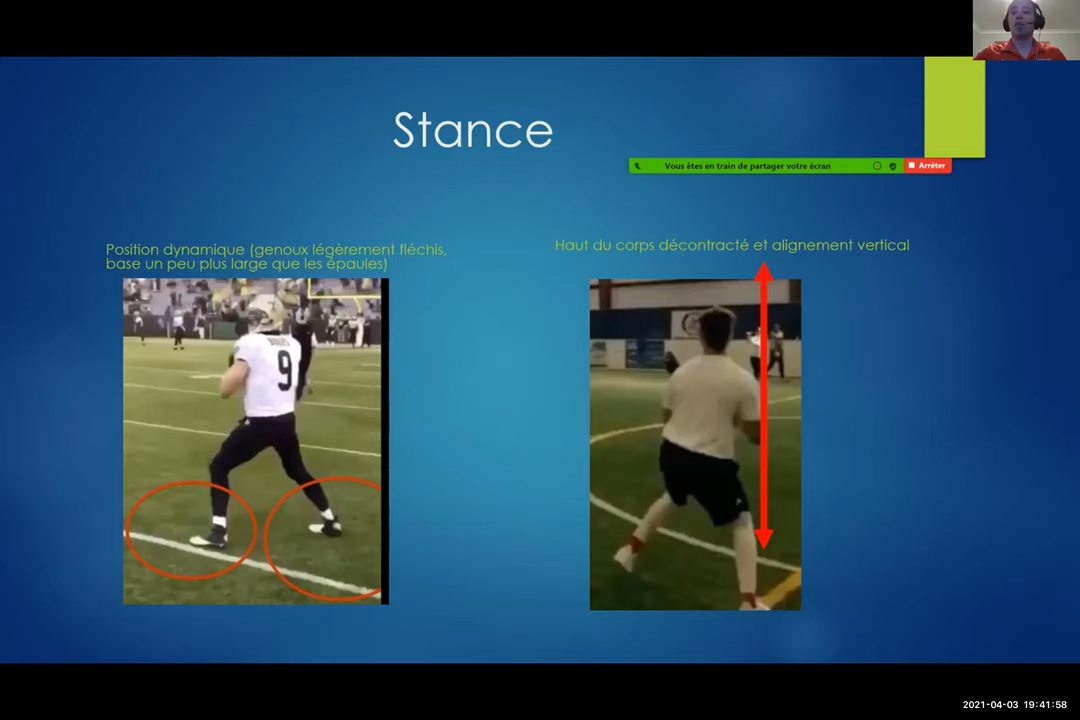 Stance
Vous êtes en train de partager votre écran
Arrêter
Position dynamique (genoux légèrement fléchis,
base un peu plus large que les épaules)
Haut du corps décontracté et alignement vertical
9
2021-04-03 19:41:58